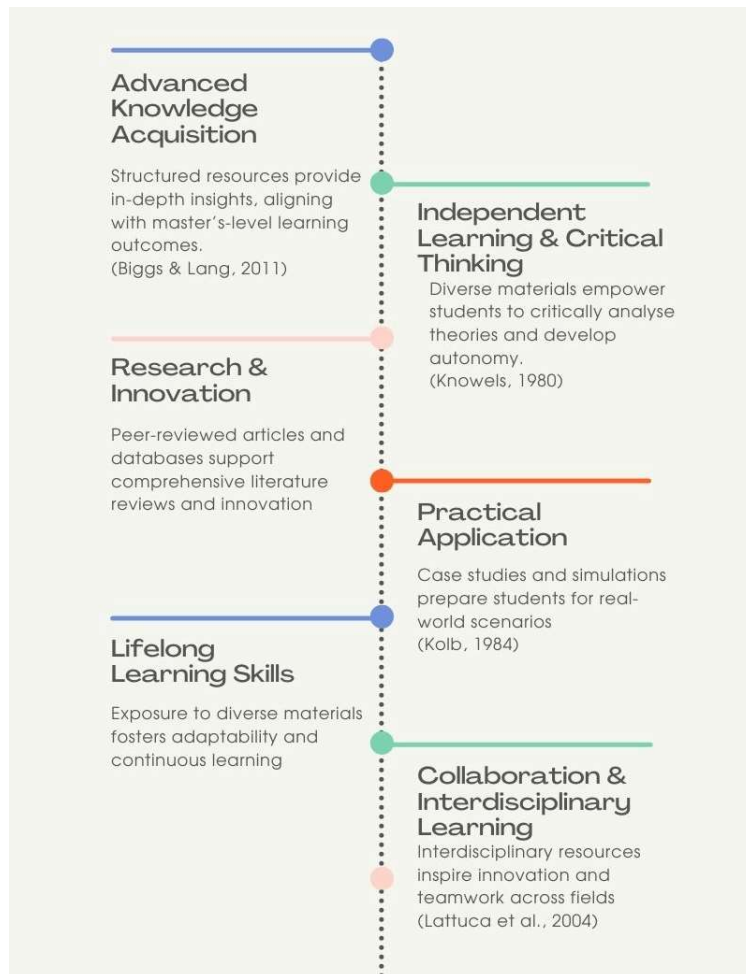 Advanced
Knowledge
Acquisition
Structured resources provide
in-depth insights, aligning
with master's-level learning
outcomes.
(Biggs & Lang, 2011)
Independent
Learning & Critical
Thinking
Diverse materials empower
students to critically analyse
theories and develop
autonomy.
(Knowels, 1980)
Research &
Innovation
Peer-reviewed articles and
databases support
comprehensive literature
reviews and innovation
Practical
Application
Case studies and simulations
prepare students for real-
world scenarios
(Kolb, 1984)
Lifelong
Learning Skills
Exposure to diverse materials
fosters adaptability and
continuous learning
Collaboration &
Interdisciplinary
Learning
Interdisciplinary resources
inspire innovation and
teamwork across fields
(Lattuca et al., 2004)